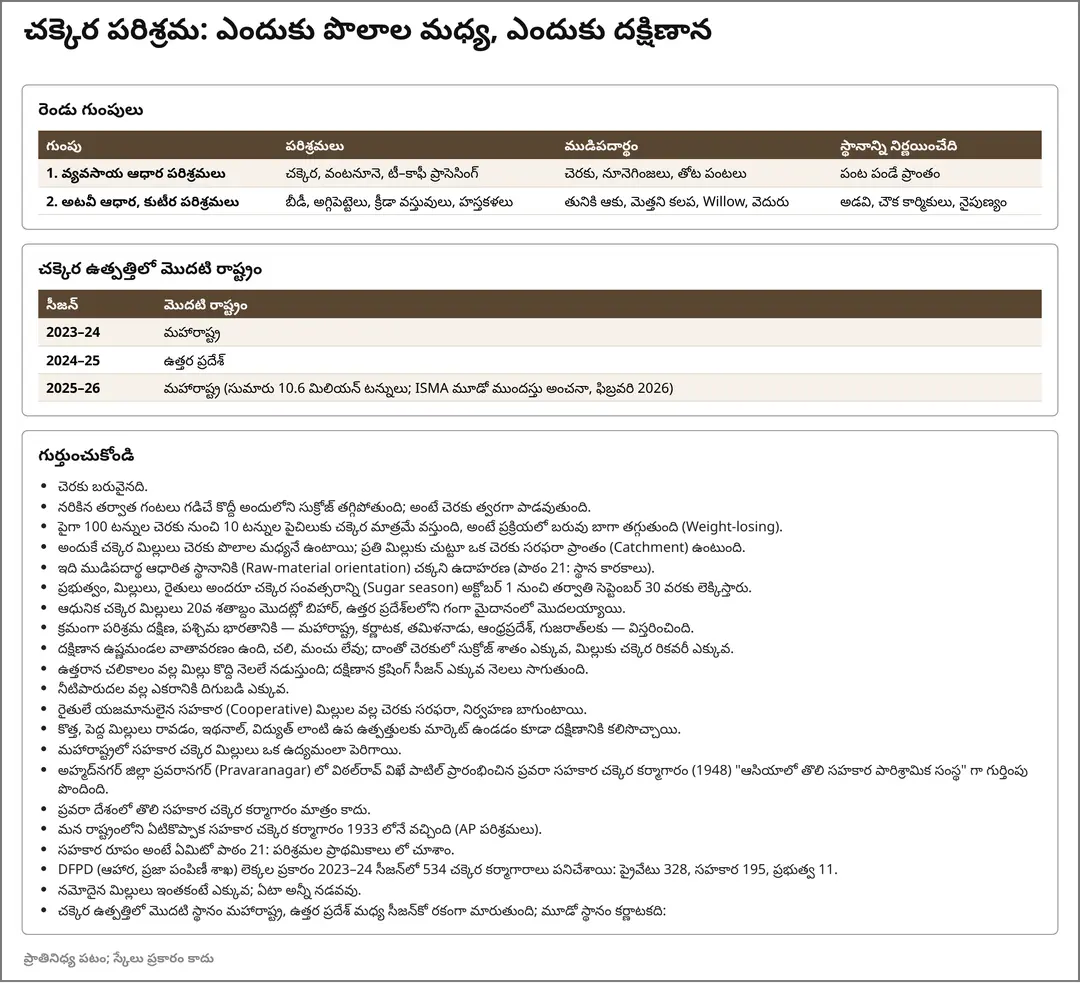 చక్కెర పరిశ్రమ: ఎందుకు పొలాల మధ్య, ఎందుకు దక్షిణాన
రెండు గుంపులు
గుంపు పరిశ్రమలు ముడిపదార్థం స్థానాన్ని నిర్ణయించేది
1. వ్యవసాయ ఆధార పరిశ్రమలు చక్కెర, వంటనూనె, టీ–కాఫీ ప్రాసెసింగ్ చెరకు, నూనెగింజలు, తోట పంటలు పంట పండే ప్రాంతం
2. అటవీ ఆధార, కుటీర పరిశ్రమలు బీడీ, అగ్గిపెట్టెలు, క్రీడా వస్తువులు, హస్తకళలు తునికి ఆకు, మెత్తని కలప, Willow, వెదురు అడవి, చౌక కార్మికులు, నైపుణ్యం
చక్కెర ఉత్పత్తిలో మొదటి రాష్ట్రం
సీజన్ మొదటి రాష్ట్రం
2023–24 మహారాష్ట్ర
2024–25 ఉత్తర ప్రదేశ్
2025–26 మహారాష్ట్ర (సుమారు 10.6 మిలియన్ టన్నులు; ISMA మూడో ముందస్తు అంచనా, ఫిబ్రవరి 2026)
గుర్తుంచుకోండి
• చెరకు బరువైనది.
• నరికిన తర్వాత గంటలు గడిచే కొద్దీ అందులోని సుక్రోజ్ తగ్గిపోతుంది; అంటే చెరకు త్వరగా పాడవుతుంది.
• పైగా 100 టన్నుల చెరకు నుంచి 10 టన్నుల పైచిలుకు చక్కెర మాత్రమే వస్తుంది, అంటే ప్రక్రియలో బరువు బాగా తగ్గుతుంది (Weight-losing).
• అందుకే చక్కెర మిల్లులు చెరకు పొలాల మధ్యనే ఉంటాయి; ప్రతి మిల్లుకు చుట్టూ ఒక చెరకు సరఫరా ప్రాంతం (Catchment) ఉంటుంది.
• ఇది ముడిపదార్థ ఆధారిత స్థానానికి (Raw-material orientation) చక్కని ఉదాహరణ (పాఠం 21: స్థాన కారకాలు).
• ప్రభుత్వం, మిల్లులు, రైతులు అందరూ చక్కెర సంవత్సరాన్ని (Sugar season) అక్టోబర్ 1 నుంచి తర్వాతి సెప్టెంబర్ 30 వరకు లెక్కిస్తారు.
• ఆధునిక చక్కెర మిల్లులు 20వ శతాబ్దం మొదట్లో బిహార్, ఉత్తర ప్రదేశ్‌లలోని గంగా మైదానంలో మొదలయ్యాయి.
• క్రమంగా పరిశ్రమ దక్షిణ, పశ్చిమ భారతానికి — మహారాష్ట్ర, కర్ణాటక, తమిళనాడు, ఆంధ్రప్రదేశ్, గుజరాత్‌లకు — విస్తరించింది.
• దక్షిణాన ఉష్ణమండల వాతావరణం ఉంది, చలి, మంచు లేవు; దాంతో చెరకులో సుక్రోజ్ శాతం ఎక్కువ, మిల్లుకు చక్కెర రికవరీ ఎక్కువ.
• ఉత్తరాన చలికాలం వల్ల మిల్లు కొద్ది నెలలే నడుస్తుంది; దక్షిణాన క్రషింగ్ సీజన్ ఎక్కువ నెలలు సాగుతుంది.
• నీటిపారుదల వల్ల ఎకరానికి దిగుబడి ఎక్కువ.
• రైతులే యజమానులైన సహకార (Cooperative) మిల్లుల వల్ల చెరకు సరఫరా, నిర్వహణ బాగుంటాయి.
• కొత్త, పెద్ద మిల్లులు రావడం, ఇథనాల్, విద్యుత్ లాంటి ఉప ఉత్పత్తులకు మార్కెట్ ఉండడం కూడా దక్షిణానికి కలిసొచ్చాయి.
• మహారాష్ట్రలో సహకార చక్కెర మిల్లులు ఒక ఉద్యమంలా పెరిగాయి.
• అహ్మద్‌నగర్ జిల్లా ప్రవరానగర్ (Pravaranagar) లో విఠల్‌రావ్ విఖే పాటిల్ ప్రారంభించిన ప్రవరా సహకార చక్కెర కర్మాగారం (1948) "ఆసియాలో తొలి సహకార పారిశ్రామిక సంస్థ" గా గుర్తింపు
పొందింది.
• ప్రవరా దేశంలో తొలి సహకార చక్కెర కర్మాగారం మాత్రం కాదు.
• మన రాష్ట్రంలోని ఏటికొప్పాక సహకార చక్కెర కర్మాగారం 1933 లోనే వచ్చింది (AP పరిశ్రమలు).
• సహకార రూపం అంటే ఏమిటో పాఠం 21: పరిశ్రమల ప్రాథమికాలు లో చూశాం.
• DFPD (ఆహార, ప్రజా పంపిణీ శాఖ) లెక్కల ప్రకారం 2023–24 సీజన్‌లో 534 చక్కెర కర్మాగారాలు పనిచేశాయి: ప్రైవేటు 328, సహకార 195, ప్రభుత్వ 11.
• నమోదైన మిల్లులు ఇంతకంటే ఎక్కువ; ఏటా అన్నీ నడవవు.
• చక్కెర ఉత్పత్తిలో మొదటి స్థానం మహారాష్ట్ర, ఉత్తర ప్రదేశ్ మధ్య సీజన్‌కో రకంగా మారుతుంది; మూడో స్థానం కర్ణాటకది:
ప్రాతినిధ్య పటం; స్కేలు ప్రకారం కాదు